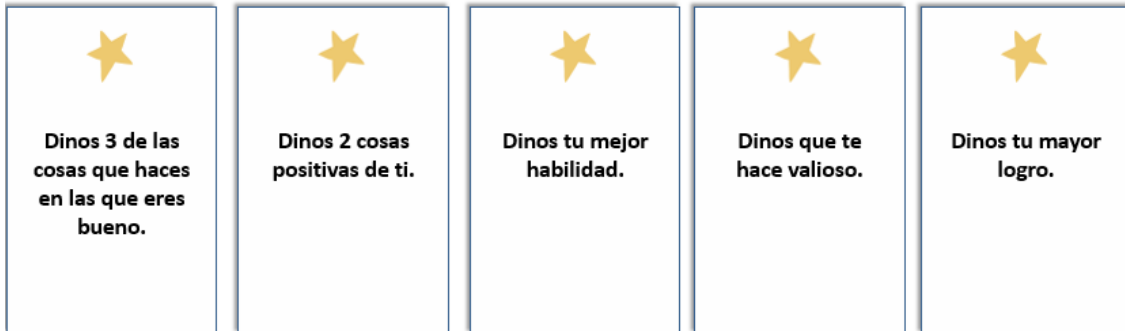 Dinos 3 de las
cosas que haces
en las que eres
bueno.
Dinos 2 cosas
positivas de ti.
Dinos tu mejor
habilidad.
Dinos que te
hace valioso.
Dinos tu mayor
logro.